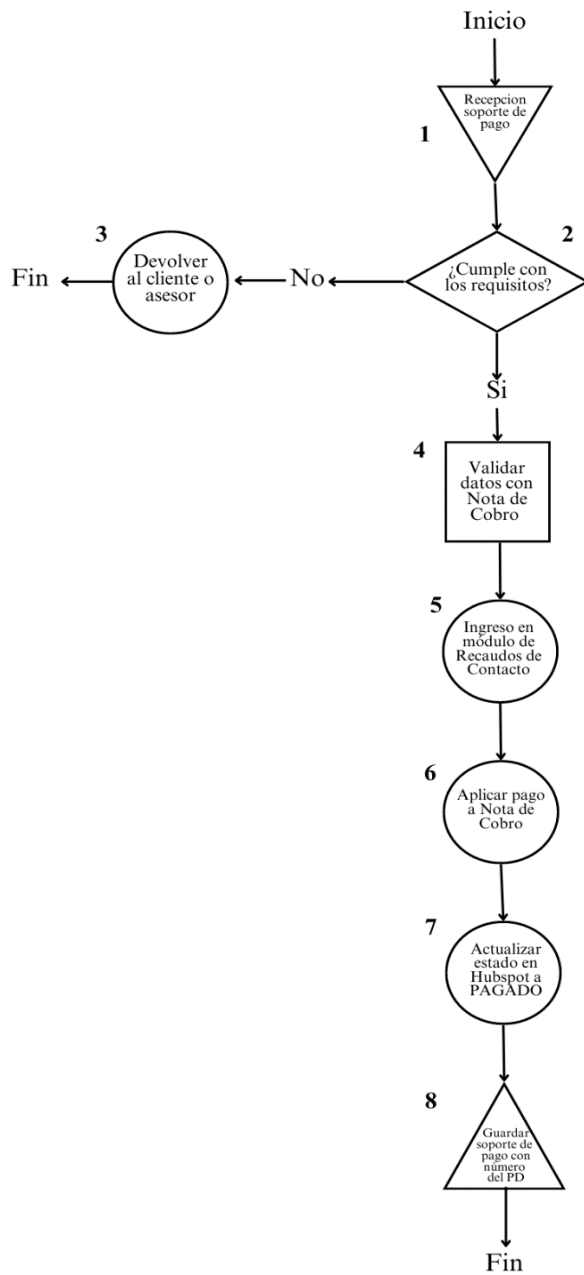 Inicio
Recepcion
soporte de
pago
1
2
¿Cumple con
los requisitos?
No
3
Devolver
al cliente o
asesor
Fin
Si
4
Validar
datos con
Nota de
Cobro
5
Ingreso en
módulo de
Recaudos de
Contacto
6
Aplicar pago
a Nota de
Cobro
7
Actualizar
estado en
Hubspot a
PAGADO
8
Guardar
soporte de
pago con
número
del PD
Fin